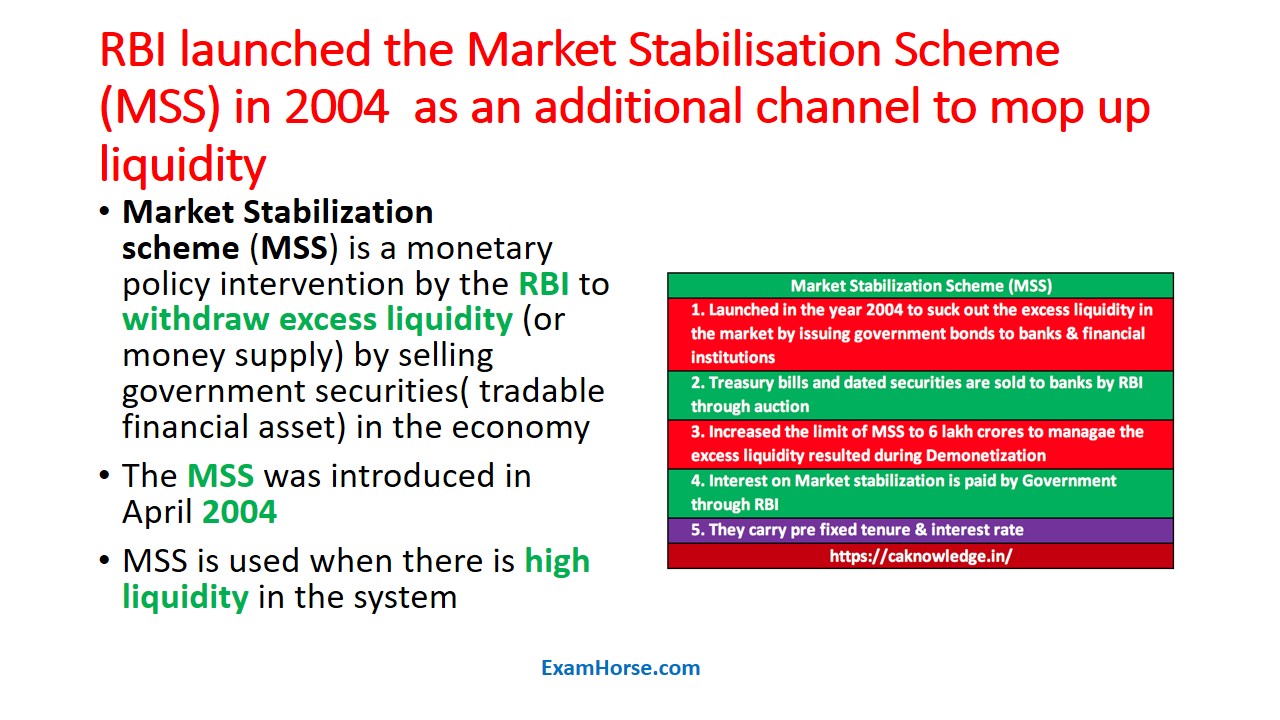 RBI launched the Market Stabilisation Scheme
(MSS) in 2004 as an additional channel to mop up
liquidity
• Market Stabilization
scheme (MSS) is a monetary
policy intervention by the RBI to
withdraw excess liquidity (or
money supply) by selling
government securities( tradable
financial asset) in the economy
• The MSS was introduced in
April 2004
• MSS is used when there is high
liquidity in the system
Market Stabilization Scheme (MSS)
1. Launched in the year 2004 to suck out the excess liquidity in
the market by issuing government bonds to banks & financial
institutions
2. Treasury bills and dated securities are sold to banks by RBI
through auction
3. Increased the limit of MSS to 6 lakh crores to managae the
excess liquidity resulted during Demonetization
4. Interest on Market stabilization is paid by Government
through RBI
5. They carry pre fixed tenure & interest rate
https://caknowledge.in/
ExamHorse.com